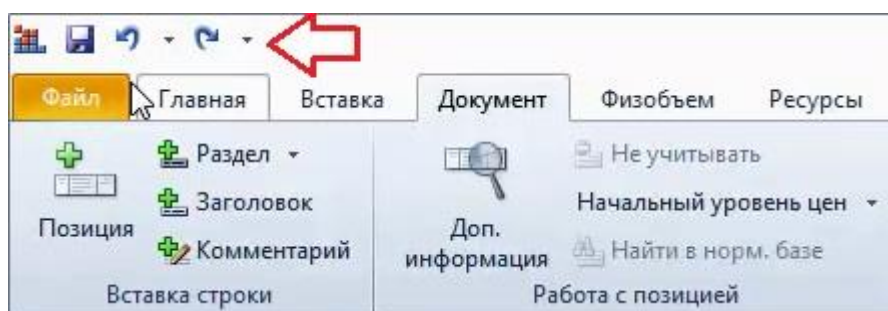 Файл Главная Вставка Документ Физобъем Ресурсы
Позиция
Раздел
Заголовок
Комментарий
Вставка строки
Доп.
информация
Не учитывать
Начальный уровень цен
Найти в норм. базе
Работа с позицией